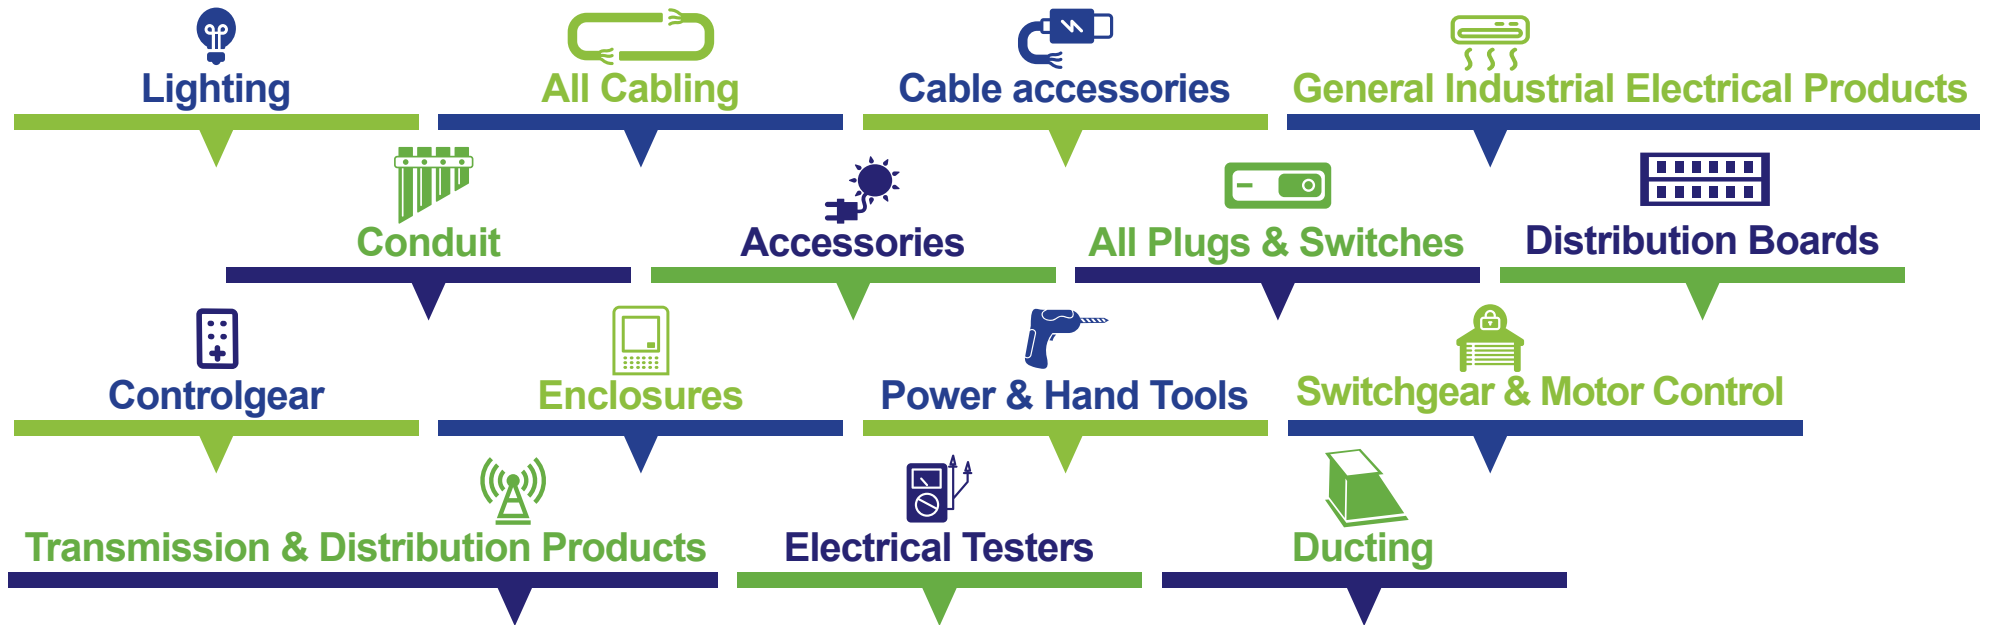 Lighting
All Cabling
Cable accessories
General Industrial Electrical Products
Conduit
Accessories
All Plugs & Switches
Distribution Boards
Controlgear
Enclosures
Power & Hand Tools
Switchgear & Motor Control
Transmission & Distribution Products
Electrical Testers
Ducting